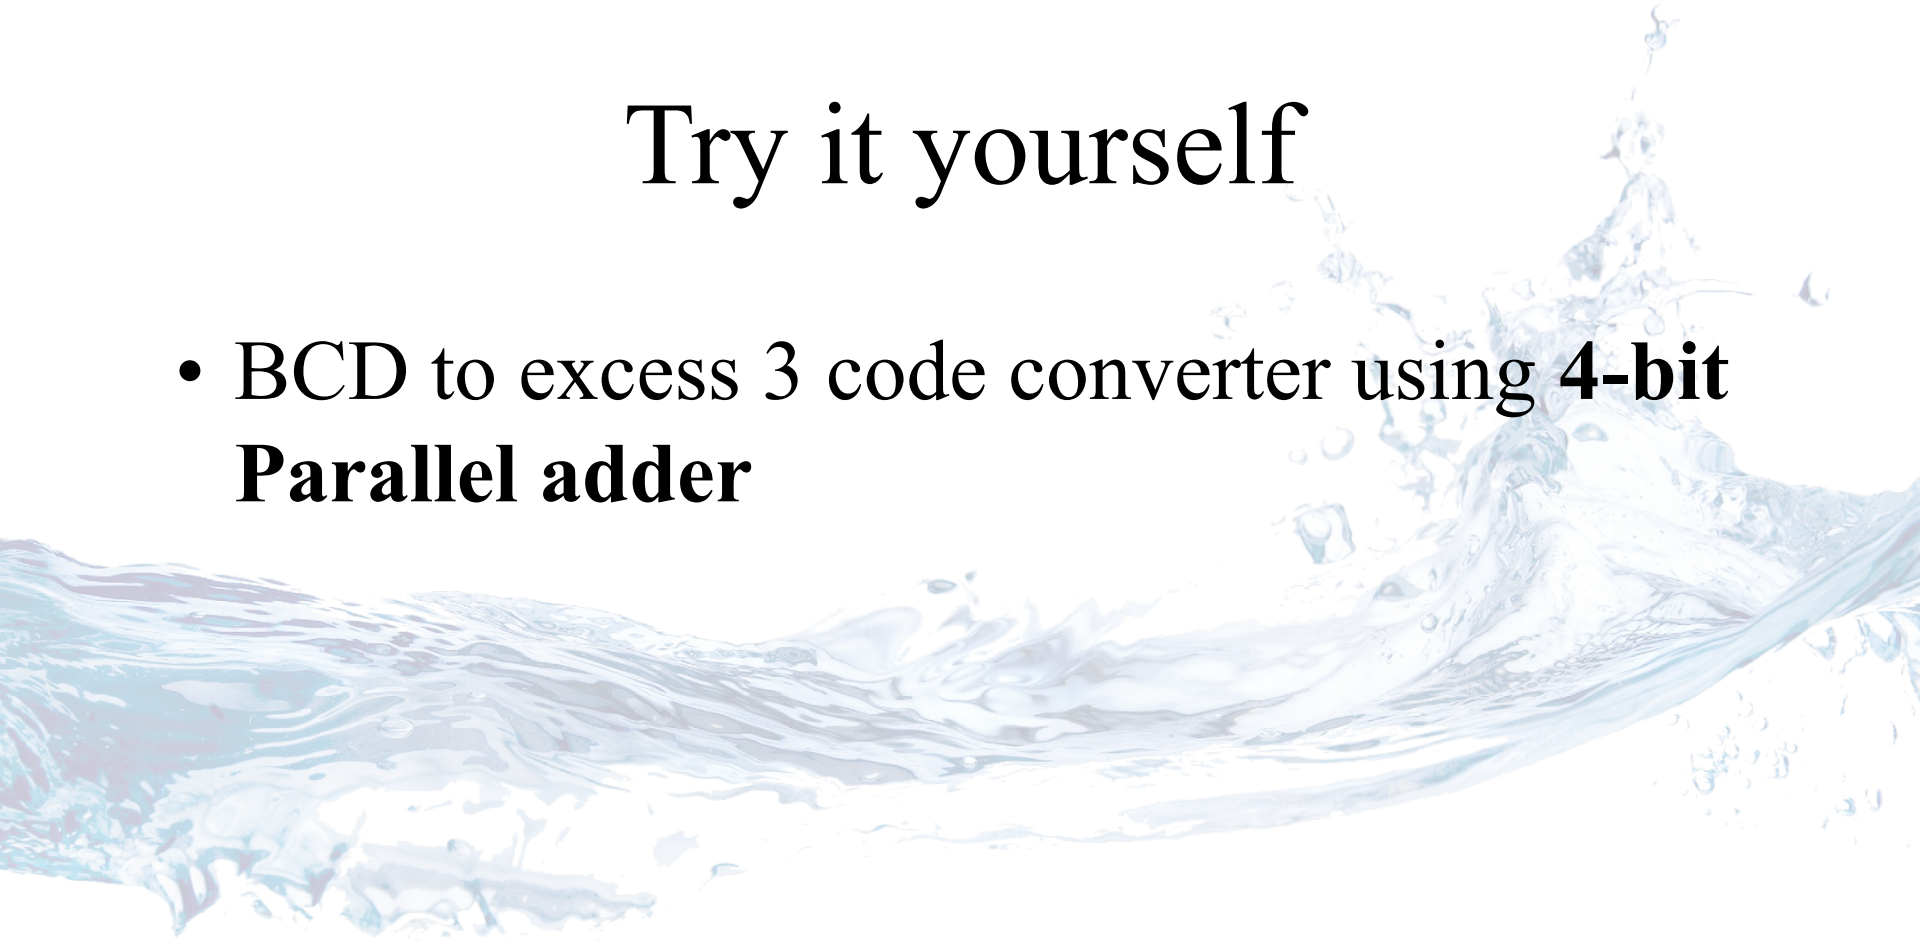 Try it yourself
• BCD to excess 3 code converter using 4-bit
Parallel adder